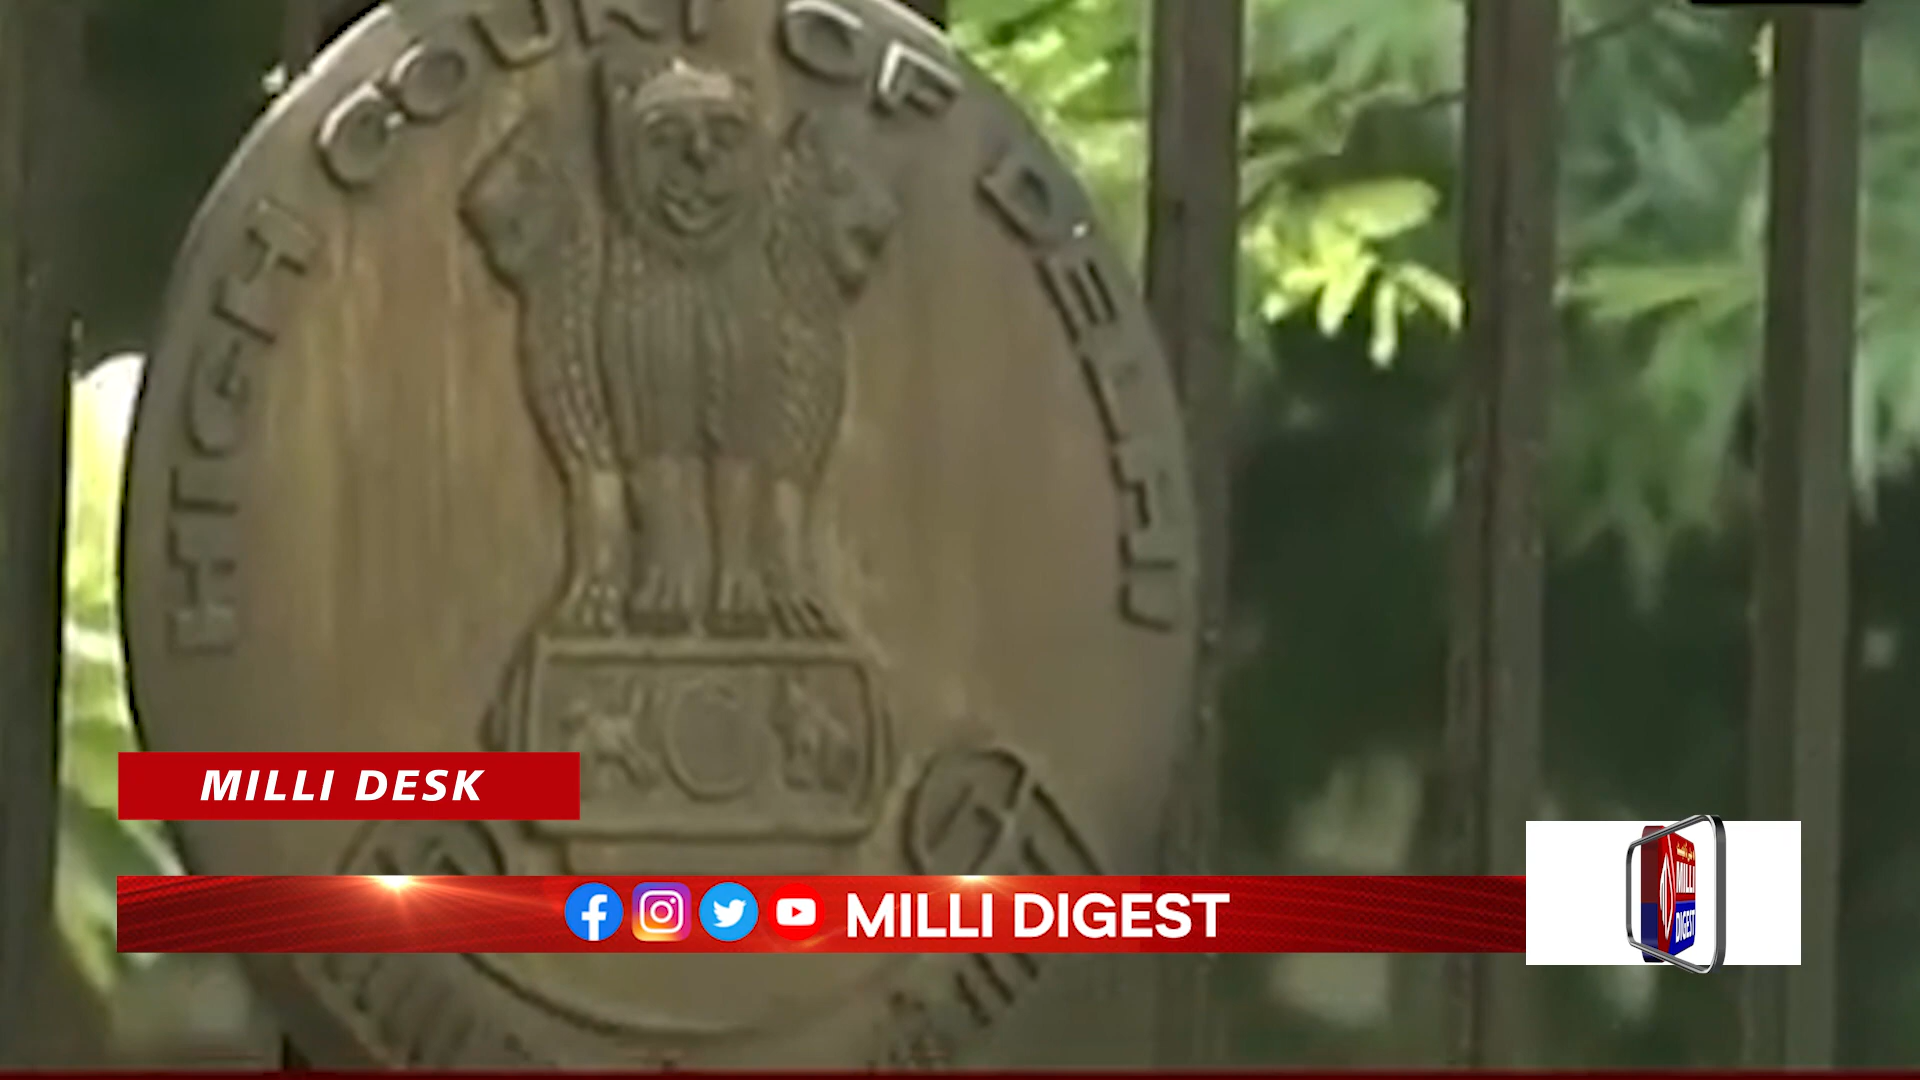 HIGH COURT OF DELHI
MILLI DESK
MILLI DIGEST
MILLI
DIGEST